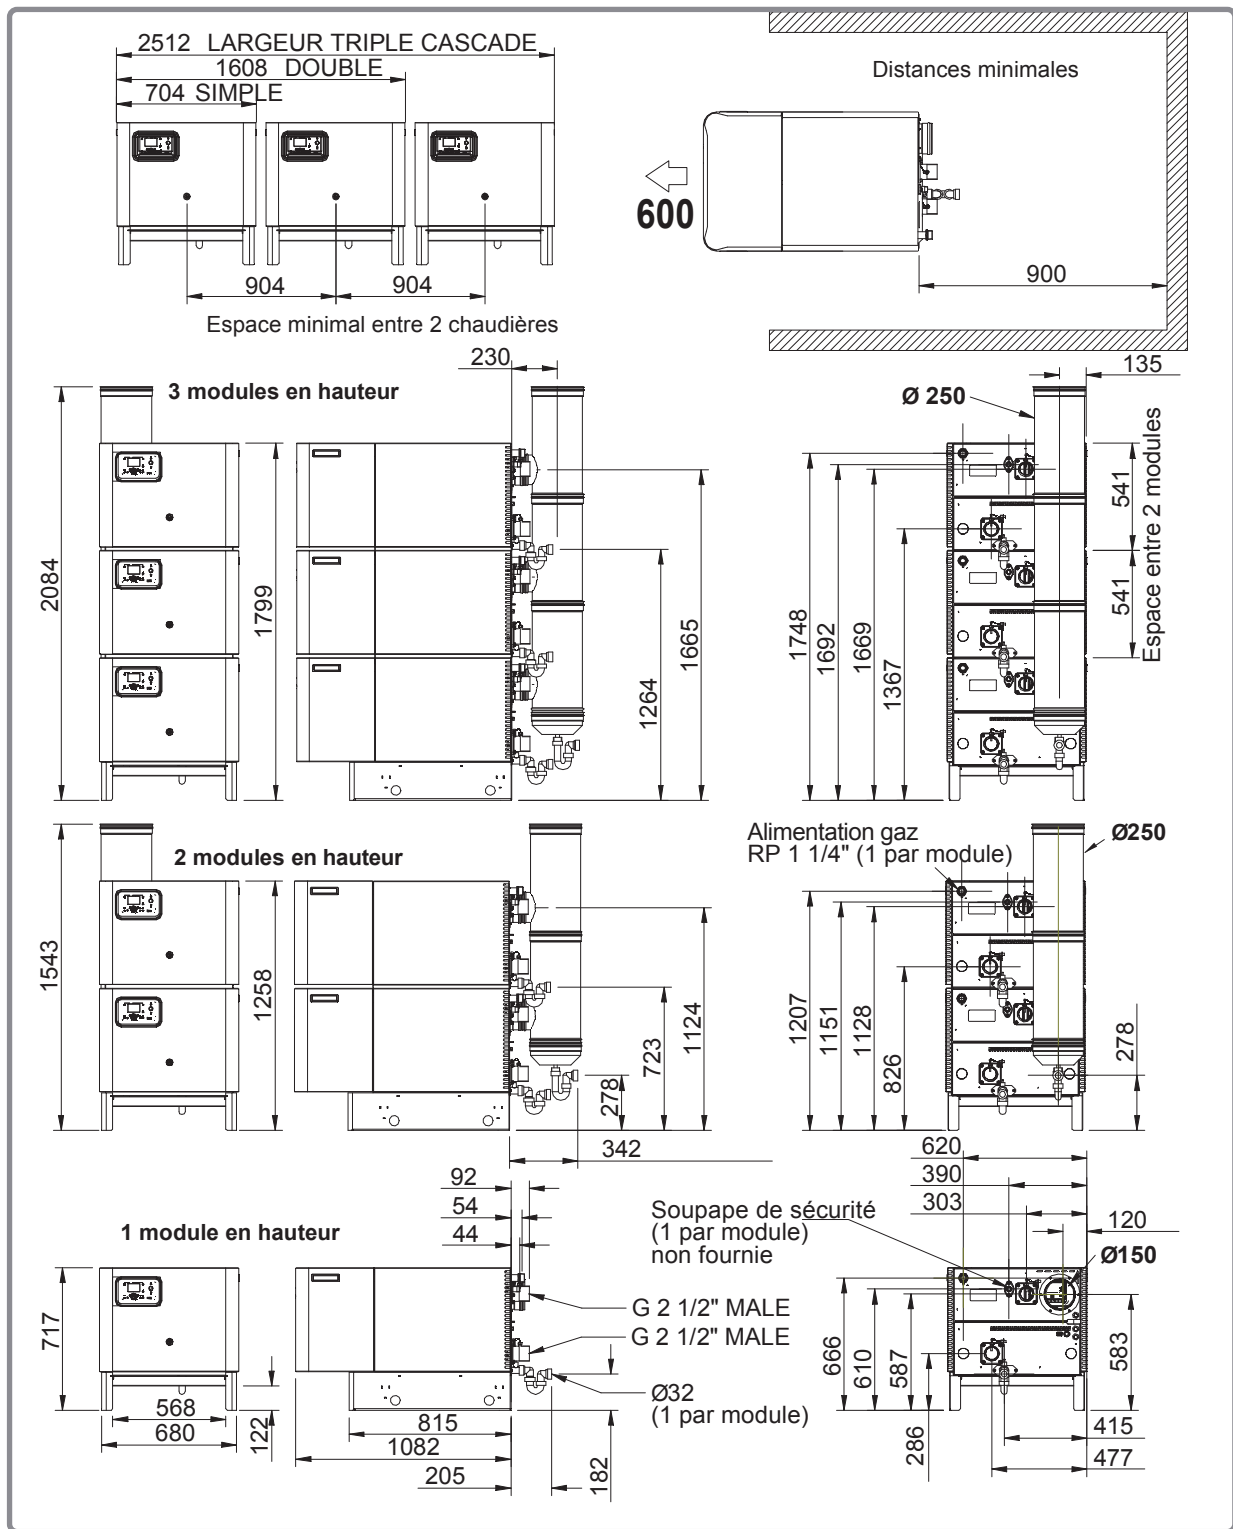 2512 LARGEUR TRIPLE CASCADE
1608 DOUBLE
704 SIMPLE
Distances minimales
600
900
904
904
Espace minimal entre 2 chaudières
230
135
3 modules en hauteur
Ø 250
2084
1799
1665
1264
1748
1692
1669
1367
541
541
Espace entre 2 modules
Alimentation gaz
RP 1 1/4" (1 par module)
Ø250
2 modules en hauteur
1543
1258
1124
723
278
342
1207
1151
1128
826
278
620
390
303
120
92
54
44
Soupape de sécurité
(1 par module)
non fournie
Ø150
1 module en hauteur
G 2 1/2" MALE
G 2 1/2" MALE
Ø32
(1 par module)
717
568
680
122
815
1082
205
182
666
610
587
286
583
415
477